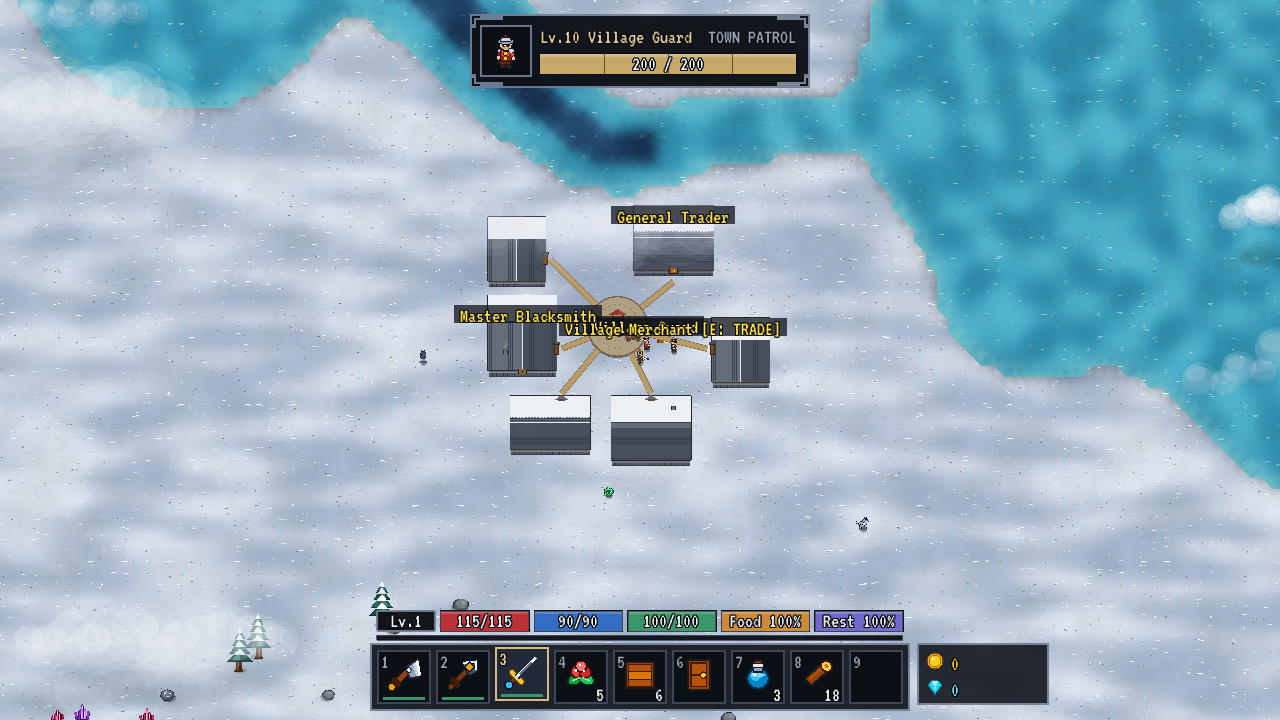 Lv.10 Village Guard TOWN PATROL
200 / 200
General Trader
Master Blacksmith
Village Merchant [E: TRADE]
Lv.1
115/115
90/90
100/100
Food 100%
Rest 100%
1
2
3
4
5
5
6
6
7
3
8
18
9
0
0